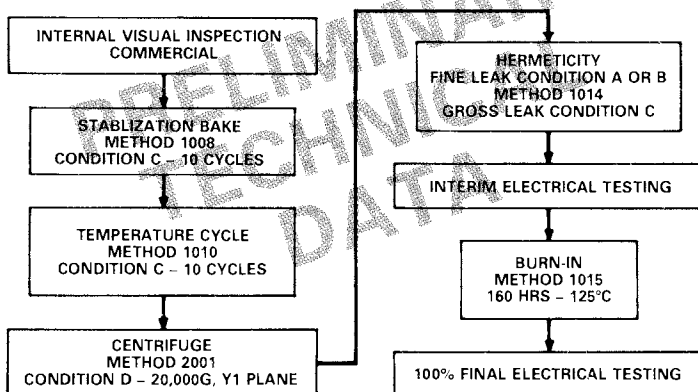 INTERNAL VISUAL INSPECTION
COMMERCIAL
STABLIZATION BAKE
METHOD 1008
CONDITION C – 10 CYCLES
TEMPERATURE CYCLE
METHOD 1010
CONDITION C – 10 CYCLES
CENTRIFUGE
METHOD 2001
CONDITION D – 20,000G, Y1 PLANE
HERMETICITY
FINE LEAK CONDITION A OR B
METHOD 1014
GROSS LEAK CONDITION C
INTERIM ELECTRICAL TESTING
BURN-IN
METHOD 1015
160 HRS – 125°C
100% FINAL ELECTRICAL TESTING
PRELIMINARY
TECHNICAL
DATA